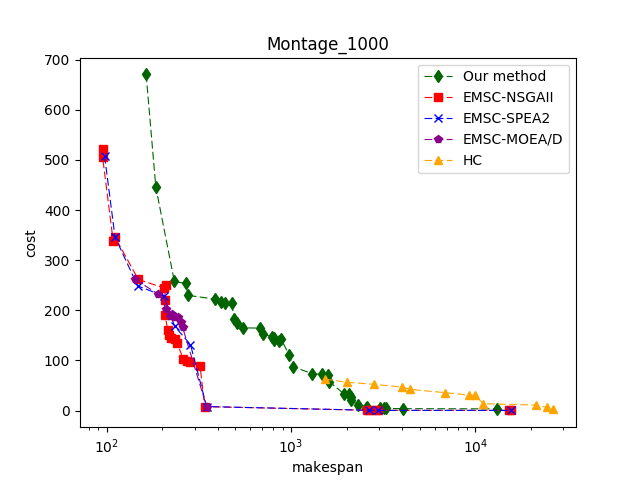 Montage_1000
700
600
500
400
300
200
100
0
cost
10²
10³
10⁴
makespan
Our method
EMSC-NSGAII
EMSC-SPEA2
EMSC-MOEA/D
HC